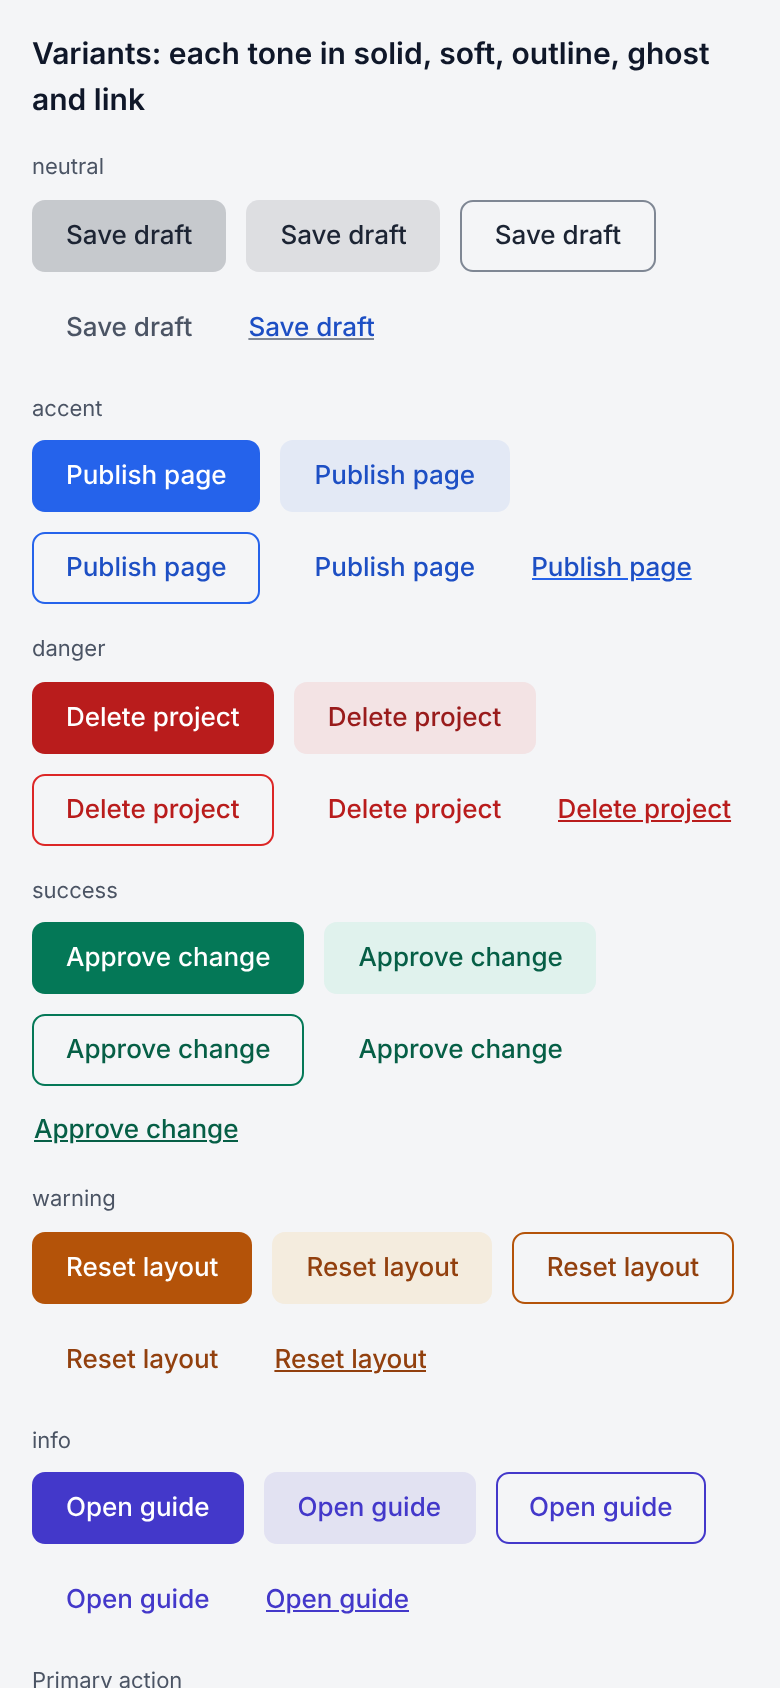 Variants: each tone in solid, soft, outline, ghost
and link
neutral
Save draft Save draft Save draft
Save draft Save draft
accent
Publish page Publish page
Publish page Publish page Publish page
danger
Delete project Delete project
Delete project Delete project Delete project
success
Approve change Approve change
Approve change Approve change
Approve change
warning
Reset layout Reset layout Reset layout
Reset layout Reset layout
info
Open guide Open guide Open guide
Open guide Open guide
Primary action